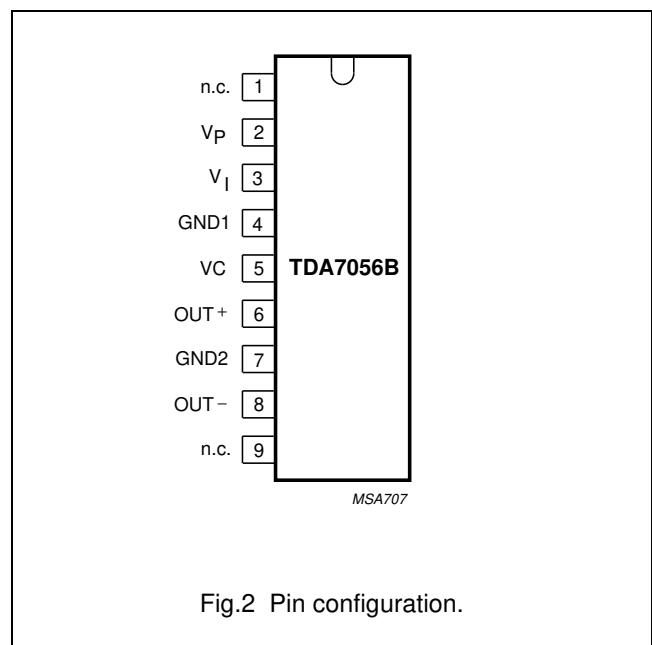 n.c. 1
VP 2
VI 3
GND1 4
VC 5
TDA7056B
OUT+ 6
GND2 7
OUT− 8
n.c. 9
MSA707
Fig.2 Pin configuration.